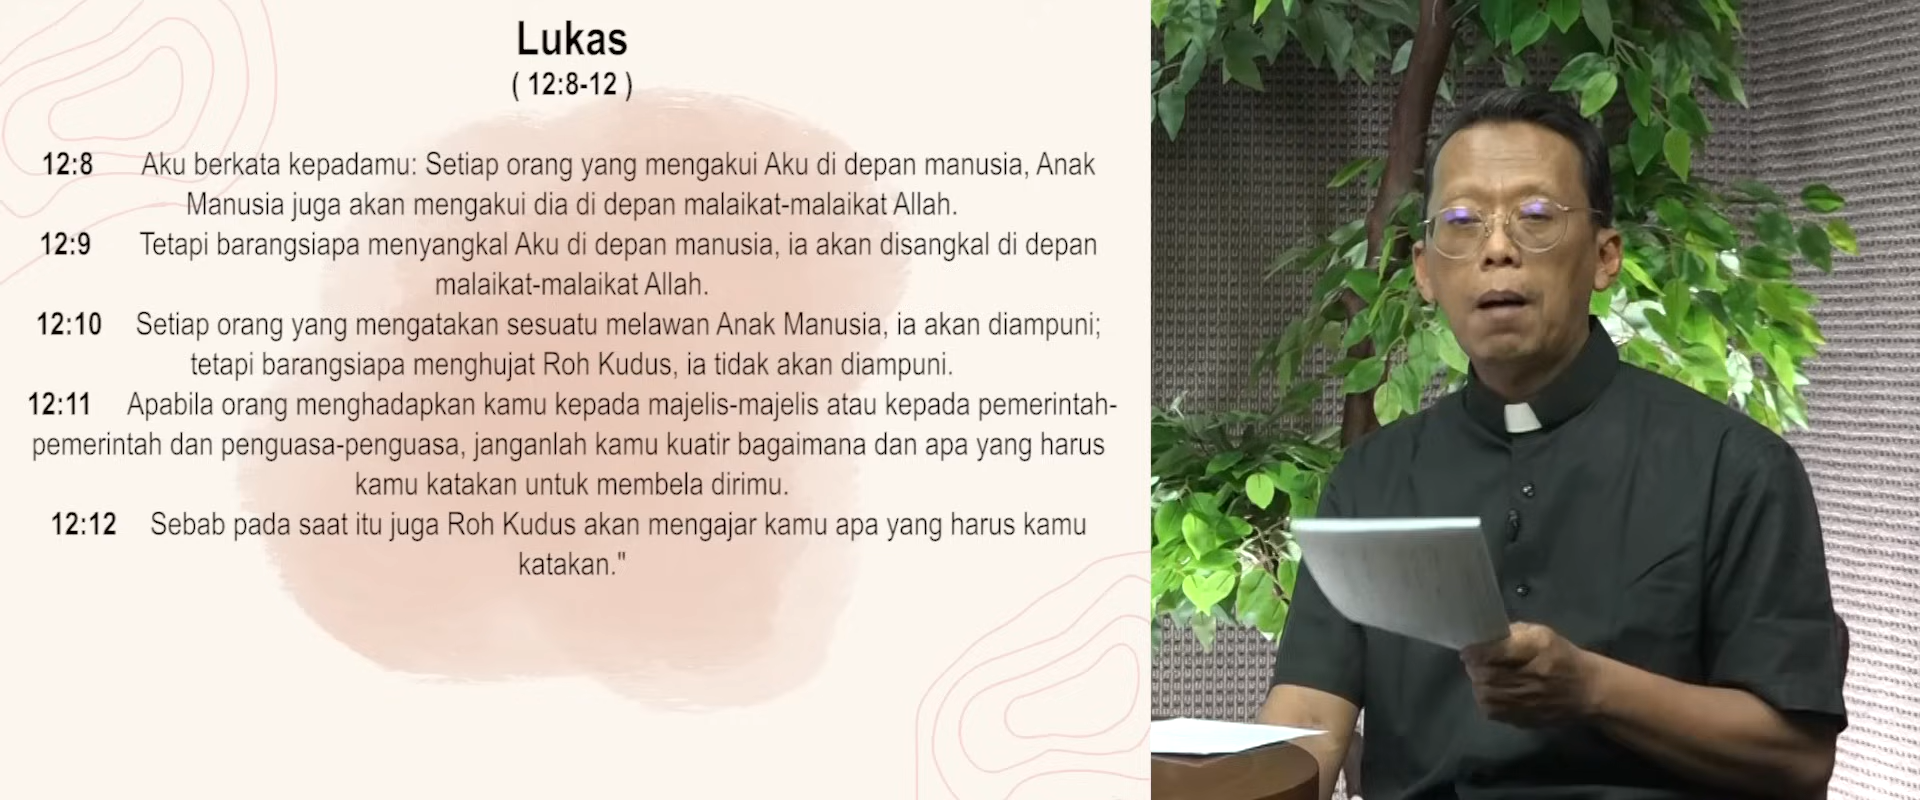 Lukas
( 12:8-12 )
12:8 Aku berkata kepadamu: Setiap orang yang mengakui Aku di depan manusia, Anak
Manusia juga akan mengakui dia di depan malaikat-malaikat Allah.
12:9 Tetapi barangsiapa menyangkal Aku di depan manusia, ia akan disangkal di depan
malaikat-malaikat Allah.
12:10 Setiap orang yang mengatakan sesuatu melawan Anak Manusia, ia akan diampuni;
tetapi barangsiapa menghujat Roh Kudus, ia tidak akan diampuni.
12:11 Apabila orang menghadapkan kamu kepada majelis-majelis atau kepada pemerintah-
pemerintah dan penguasa-penguasa, janganlah kamu kuatir bagaimana dan apa yang harus
kamu katakan untuk membela dirimu.
12:12 Sebab pada saat itu juga Roh Kudus akan mengajar kamu apa yang harus kamu
katakan."